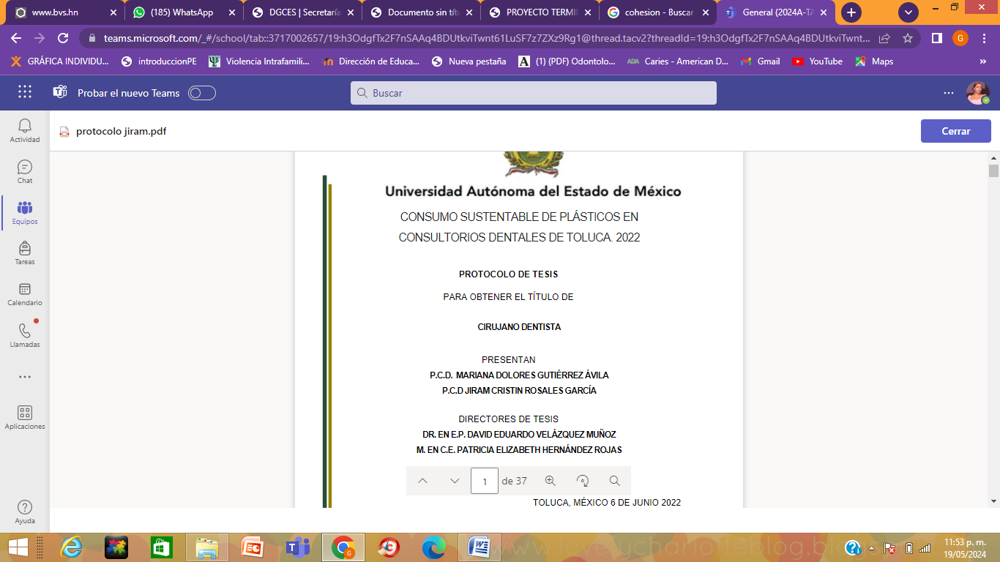 www.bvs.hn
(185) WhatsApp
DGCES | Secretaría
Documento sin títu
PROYECTO TERMI
cohesion - Buscar
General (2024A-TA
teams.microsoft.com/_#/school/tab::3717002657/19:h3OdgfTx2F7nSAAq4BDUtkviTwnt61LuSF7z7ZXz9Rg1@thread.tacv2?threadId=19:h3OdgfTx2F7nSAAq4BDUtkviTwnt...
G
GRÁFICA INDIVIDU...
introduccionPE
Violencia Intrafamili...
Dirección de Educa...
Nueva pestaña
(1) (PDF) Odontolo...
Caries - American D...
Gmail
YouTube
Maps
»
Probar el nuevo Teams
Buscar
Actividad
Chat
Equipos
Tareas
Calendario
Llamadas
Aplicaciones
Ayuda
protocolo jiram.pdf
Cerrar
Universidad Autónoma del Estado de México
CONSUMO SUSTENTABLE DE PLÁSTICOS EN
CONSULTORIOS DENTALES DE TOLUCA. 2022
PROTOCOLO DE TESIS
PARA OBTENER EL TÍTULO DE
CIRUJANO DENTISTA
PRESENTAN
P.C.D. MARIANA DOLORES GUTIÉRREZ ÁVILA
P.C.D JIRAM CRISTIN ROSALES GARCÍA
DIRECTORES DE TESIS
DR. EN E.P. DAVID EDUARDO VELÁZQUEZ MUÑOZ
M. EN C.E. PATRICIA ELIZABETH HERNÁNDEZ ROJAS
1 de 37
TOLUCA, MÉXICO 6 DE JUNIO 2022
11:53 p. m.
19/05/2024